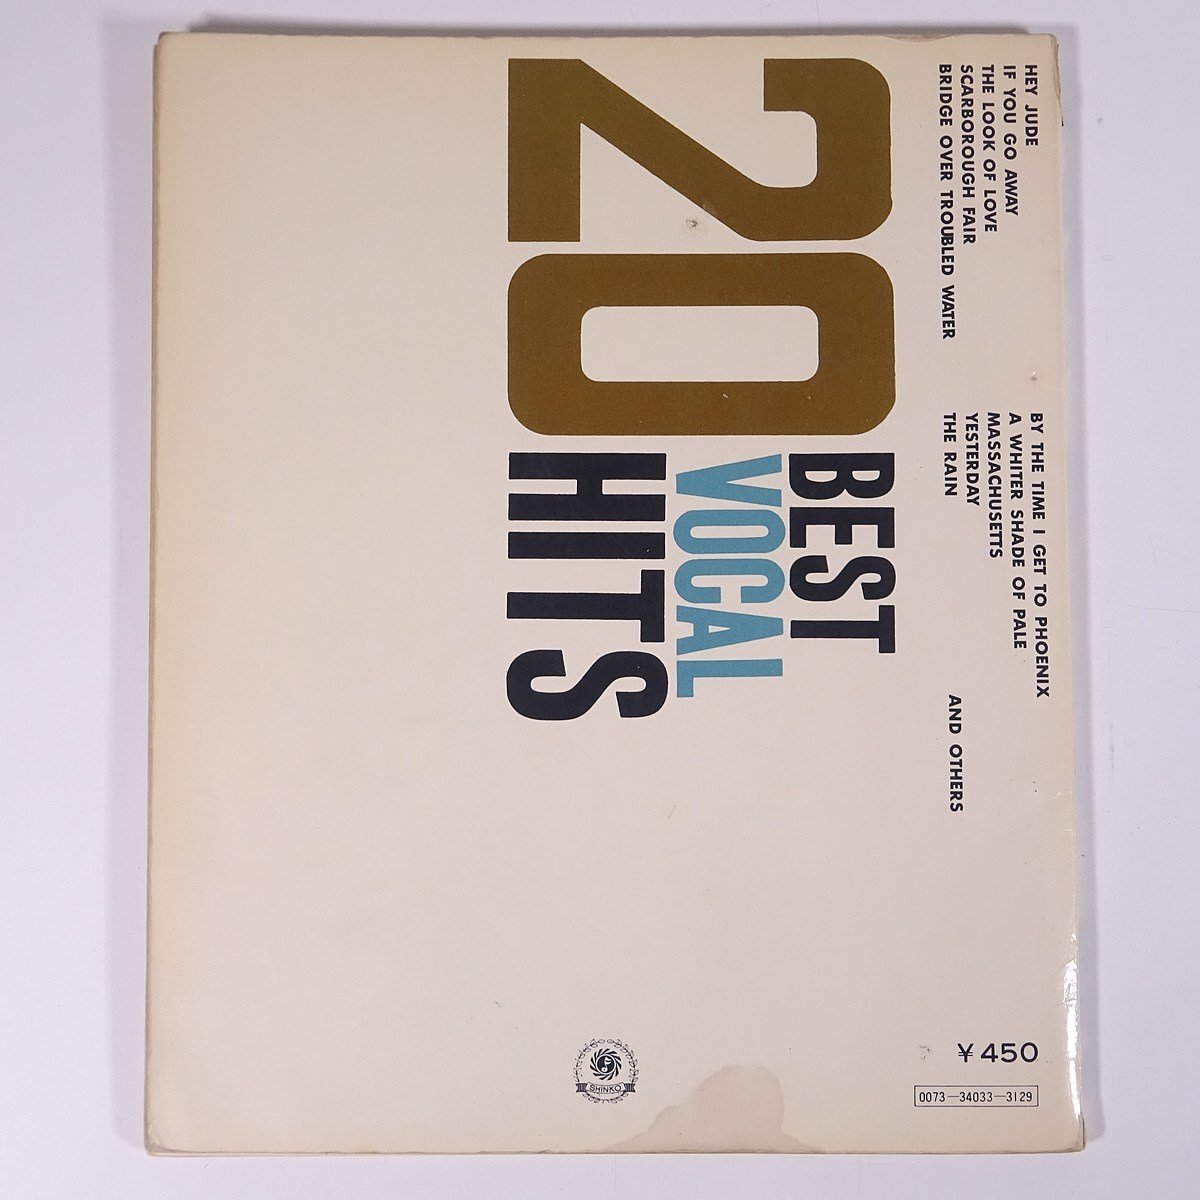 HEY JUDE
IF YOU GO AWAY
THE LOOK OF LOVE
SCARBOROUGH FAIR
BRIDGE OVER TROUBLED WATER
BY THE TIME I GET TO PHOENIX
A WHITER SHADE OF PALE
MASSACHUSETTS
YESTERDAY
THE RAIN
AND OTHERS
20
BEST
VOCAL
HITS
¥450
0073—34033—3129
SHINKO